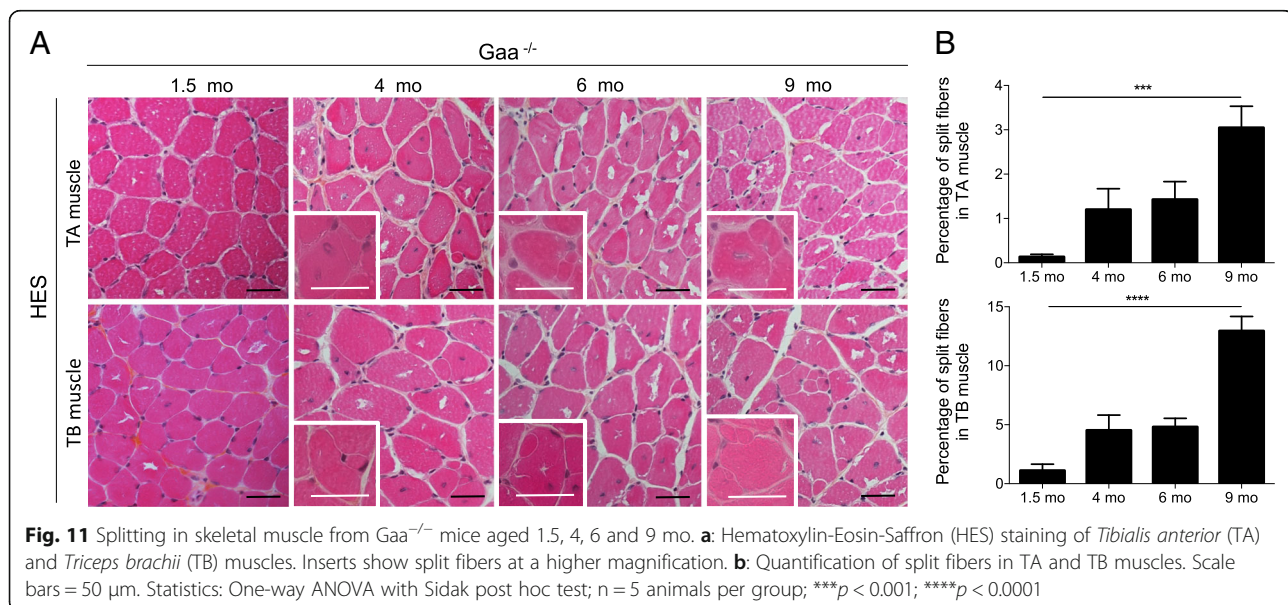 A
B
Gaa -/-
1.5 mo
4 mo
6 mo
9 mo
HES
TA muscle
TB muscle
Percentage of split fibers
in TA muscle
4
3
2
1
0
***
1.5 mo
4 mo
6 mo
9 mo
Percentage of split fibers
in TB muscle
15
10
5
0
****
1.5 mo
4 mo
6 mo
9 mo
Fig. 11 Splitting in skeletal muscle from Gaa−/− mice aged 1.5, 4, 6 and 9 mo. a: Hematoxylin-Eosin-Saffron (HES) staining of Tibialis anterior (TA)
and Triceps brachii (TB) muscles. Inserts show split fibers at a higher magnification. b: Quantification of split fibers in TA and TB muscles. Scale
bars = 50 μm. Statistics: One-way ANOVA with Sidak post hoc test; n = 5 animals per group; ***p < 0.001; ****p < 0.0001